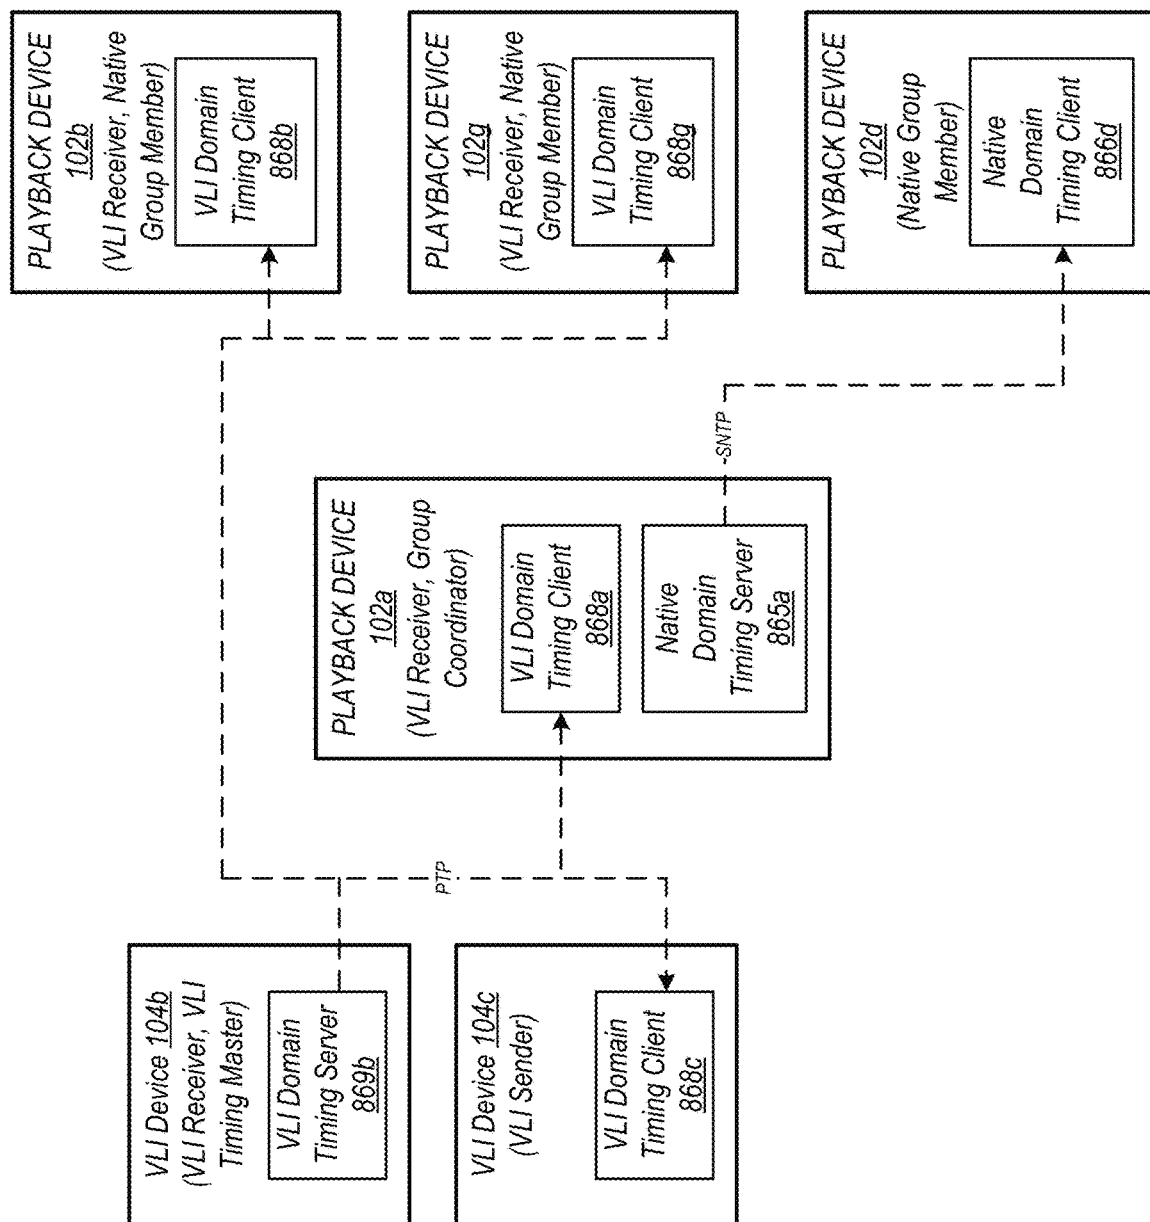 VLI Device 104b
(VLI Receiver, VLI
Timing Master)
VLI Domain
Timing Server
869b
VLI Device 104c
(VLI Sender)
VLI Domain
Timing Client
868c
PTP
PLAYBACK DEVICE
102a
(VLI Receiver, Group
Coordinator)
VLI Domain
Timing Client
868a
Native
Domain
Timing Server
865a
SNTP
PLAYBACK DEVICE
102b
(VLI Receiver, Native
Group Member)
VLI Domain
Timing Client
868b
PLAYBACK DEVICE
102g
(VLI Receiver, Native
Group Member)
VLI Domain
Timing Client
868g
PLAYBACK DEVICE
102d
(Native Group
Member)
Native
Domain
Timing Client
866d